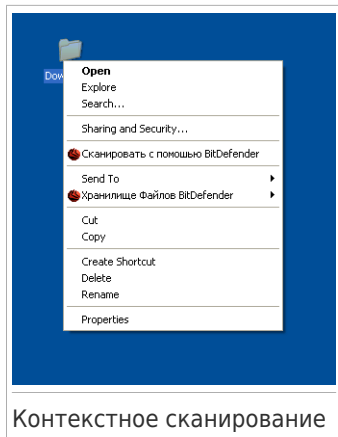 Dow
Open
Explore
Search...
Sharing and Security...
Сканировать с помошью BitDefender
Send To
Хранилище Файлов BitDefender
Cut
Copy
Create Shortcut
Delete
Rename
Properties
Контекстное сканирование